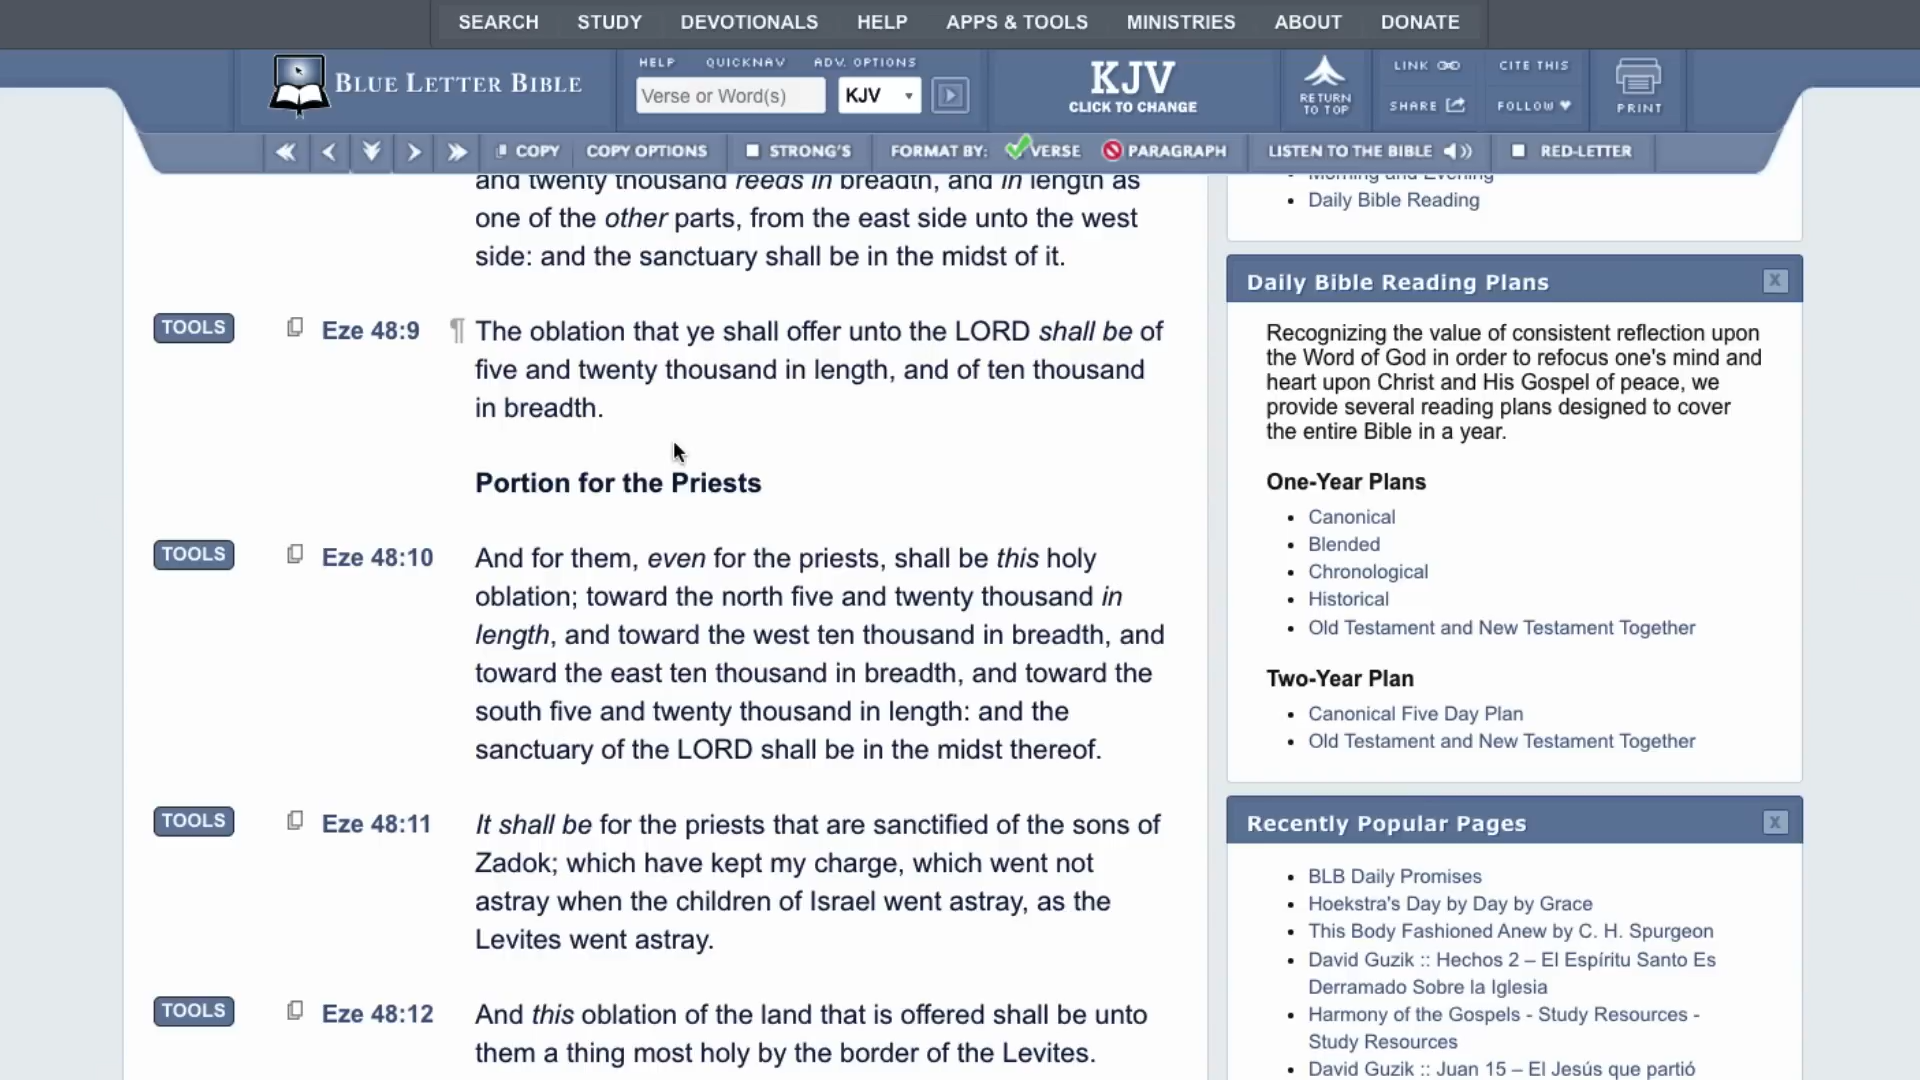 SEARCH STUDY DEVOTIONALS HELP APPS & TOOLS MINISTRIES ABOUT DONATE
BLUE LETTER BIBLE
HELP QUICKNAV ADV. OPTIONS
Verse or Word(s) KJV
KJV
CLICK TO CHANGE
RETURN
TO TOP
LINK CITE THIS
SHARE FOLLOW
PRINT
COPY COPY OPTIONS STRONG'S FORMAT BY: VERSE PARAGRAPH LISTEN TO THE BIBLE RED-LETTER
and twenty thousand reeds in breadth, and in length as
one of the other parts, from the east side unto the west
side: and the sanctuary shall be in the midst of it.
TOOLS Eze 48:9 ¶ The oblation that ye shall offer unto the LORD shall be of
five and twenty thousand in length, and of ten thousand
in breadth.
Portion for the Priests
TOOLS Eze 48:10 And for them, even for the priests, shall be this holy
oblation; toward the north five and twenty thousand in
length, and toward the west ten thousand in breadth, and
toward the east ten thousand in breadth, and toward the
south five and twenty thousand in length: and the
sanctuary of the LORD shall be in the midst thereof.
TOOLS Eze 48:11 It shall be for the priests that are sanctified of the sons of
Zadok; which have kept my charge, which went not
astray when the children of Israel went astray, as the
Levites went astray.
TOOLS Eze 48:12 And this oblation of the land that is offered shall be unto
them a thing most holy by the border of the Levites.
Morning and Evening
Daily Bible Reading
Daily Bible Reading Plans X
Recognizing the value of consistent reflection upon
the Word of God in order to refocus one's mind and
heart upon Christ and His Gospel of peace, we
provide several reading plans designed to cover
the entire Bible in a year.
One-Year Plans
Canonical
Blended
Chronological
Historical
Old Testament and New Testament Together
Two-Year Plan
Canonical Five Day Plan
Old Testament and New Testament Together
Recently Popular Pages X
BLB Daily Promises
Hoekstra's Day by Day by Grace
This Body Fashioned Anew by C. H. Spurgeon
David Guzik :: Hechos 2 – El Espíritu Santo Es
Derramado Sobre la Iglesia
Harmony of the Gospels - Study Resources -
Study Resources
David Guzik :: Juan 15 – El Jesús que partió